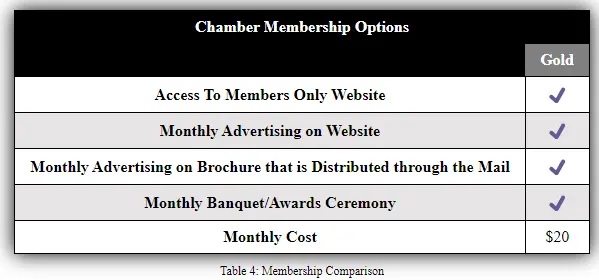 Chamber Membership Options
Gold
Access To Members Only Website ✓
Monthly Advertising on Website ✓
Monthly Advertising on Brochure that is Distributed through the Mail ✓
Monthly Banquet/Awards Ceremony ✓
Monthly Cost $20
Table 4: Membership Comparison